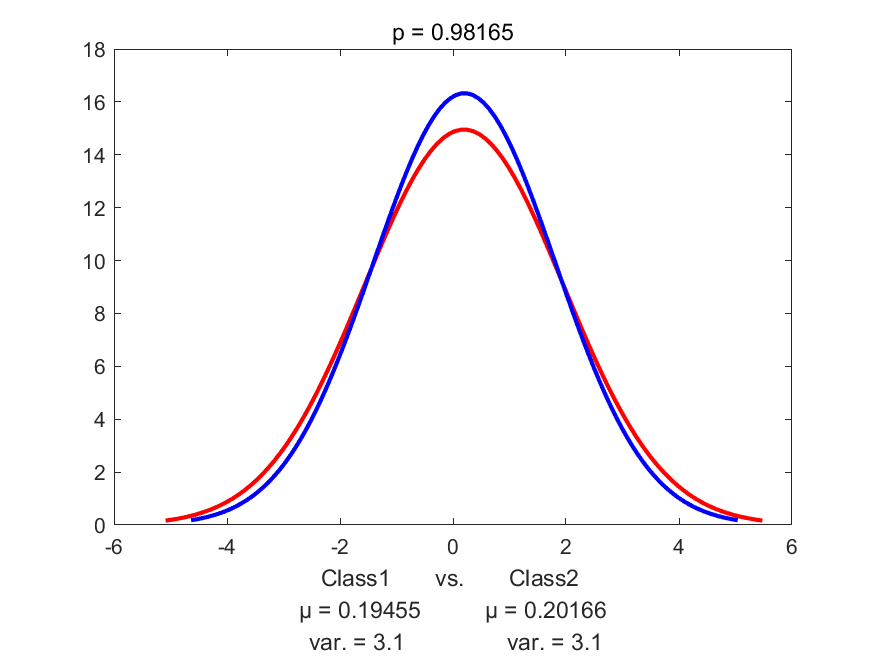 p = 0.98165
18
16
14
12
10
8
6
4
2
0
-6 -4 -2 0 2 4 6
Class1 vs. Class2
μ = 0.19455 μ = 0.20166
var. = 3.1 var. = 3.1